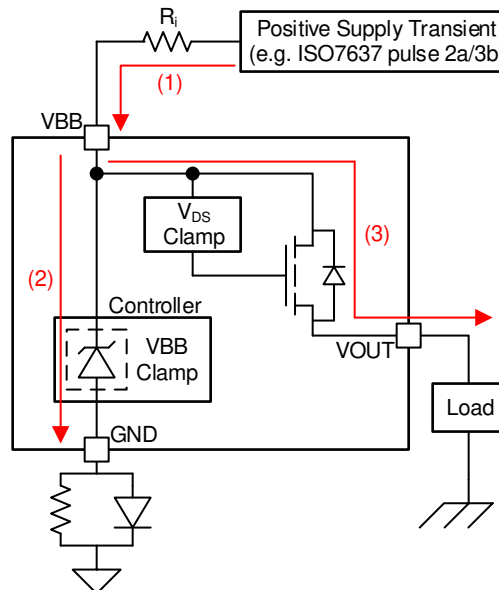 Ri
Positive Supply Transient
(e.g. ISO7637 pulse 2a/3b
(1)
VBB
VDS
Clamp
(3)
(2)
Controller
VBB
Clamp
VOUT
GND
Load